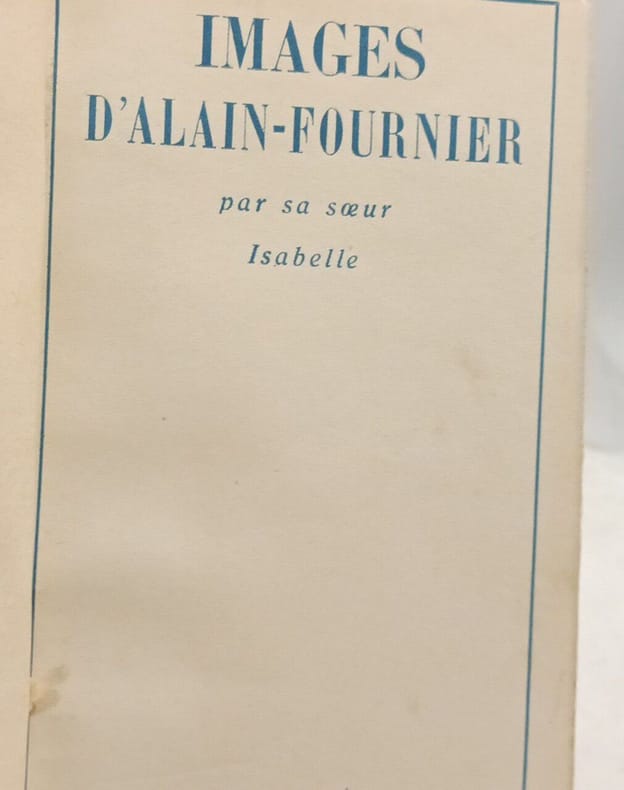 IMAGES
D'ALAIN-FOURNIER
par sa sœur
Isabelle